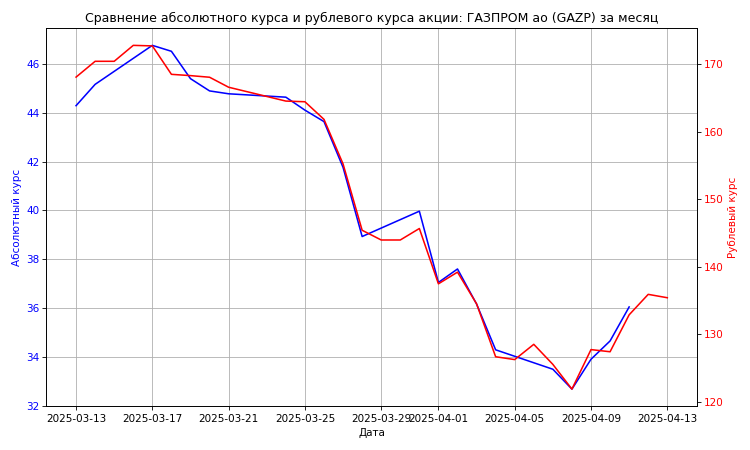 Сравнение абсолютного курса и рублевого курса акции: ГАЗПРОМ ао (GAZP) за месяц
46
44
42
40
38
36
34
32
Абсолютный курс
170
160
150
140
130
120
Рублевый курс
2025-03-13 2025-03-17 2025-03-21 2025-03-25 2025-03-29 2025-04-01 2025-04-05 2025-04-09 2025-04-13
Дата